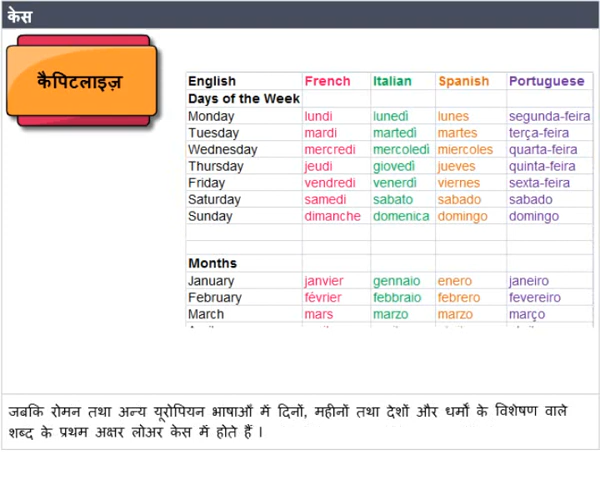 केस
कैपिटलाइज़
English French Italian Spanish Portuguese
Days of the Week
Monday lundi lunedì lunes segunda-feira
Tuesday mardi martedì martes terça-feira
Wednesday mercredi mercoledì miercoles quarta-feira
Thursday jeudi giovedì jueves quinta-feira
Friday vendredi venerdì viernes sexta-feira
Saturday samedi sabato sabado sabado
Sunday dimanche domenica domingo domingo
Months
January janvier gennaio enero janeiro
February février febbraio febrero fevereiro
March mars marzo marzo março
जबकि रोमन तथा अन्य यूरोपियन भाषाओं में दिनों, महीनों तथा देशों और धर्मों के विशेषण वाले
शब्द के प्रथम अक्षर लोअर केस में होते हैं ।